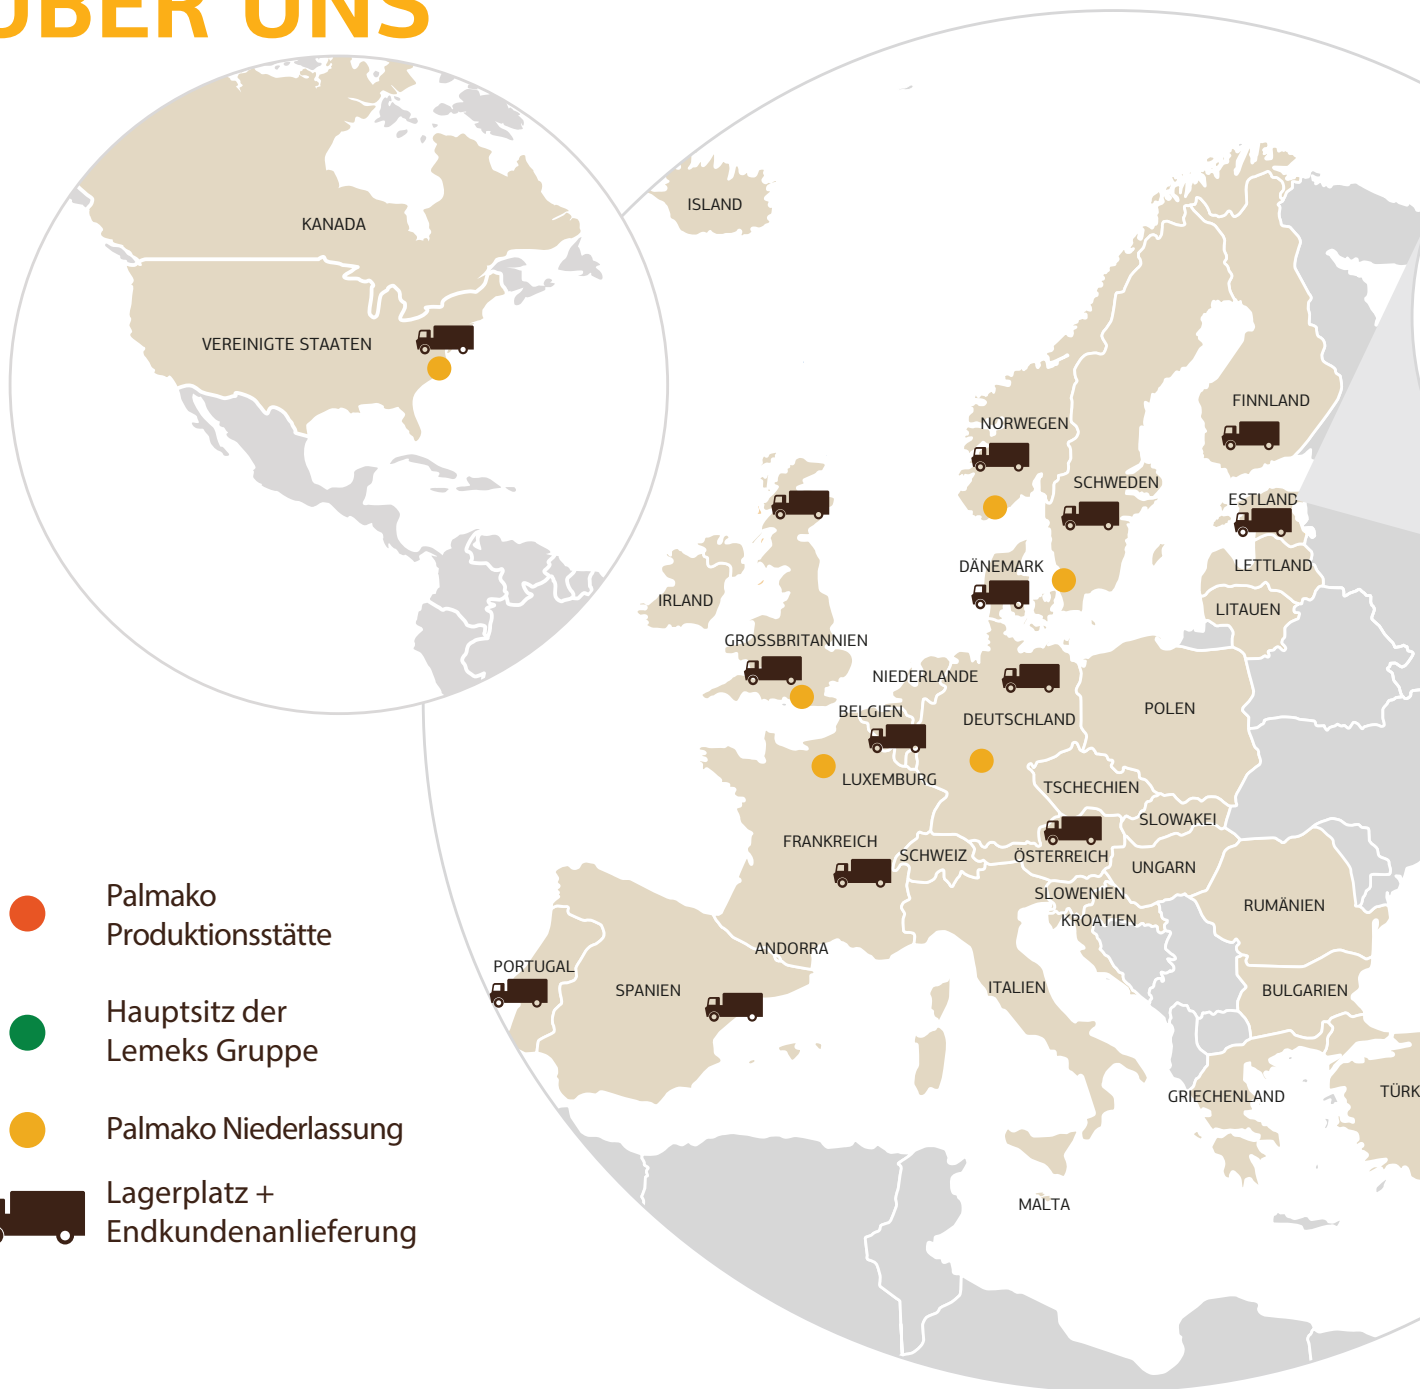 ÜBER UNS
KANADA
VEREINIGTE STAATEN
ISLAND
FINNLAND
NORWEGEN
SCHWEDEN
ESTLAND
DÄNEMARK
LETTLAND
IRLAND
LITAUEN
GROSSBRITANNIEN
NIEDERLANDE
BELGIEN
DEUTSCHLAND
POLEN
LUXEMBURG
TSCHECHIEN
SLOWAKEI
FRANKREICH
SCHWEIZ
ÖSTERREICH
UNGARN
SLOWENIEN
KROATIEN
RUMÄNIEN
ANDORRA
PORTUGAL
SPANIEN
ITALIEN
BULGARIEN
GRIECHENLAND
TÜRK
MALTA
Palmako
Produktionsstätte
Hauptsitz der
Lemeks Gruppe
Palmako Niederlassung
Lagerplatz +
Endkundenanlieferung